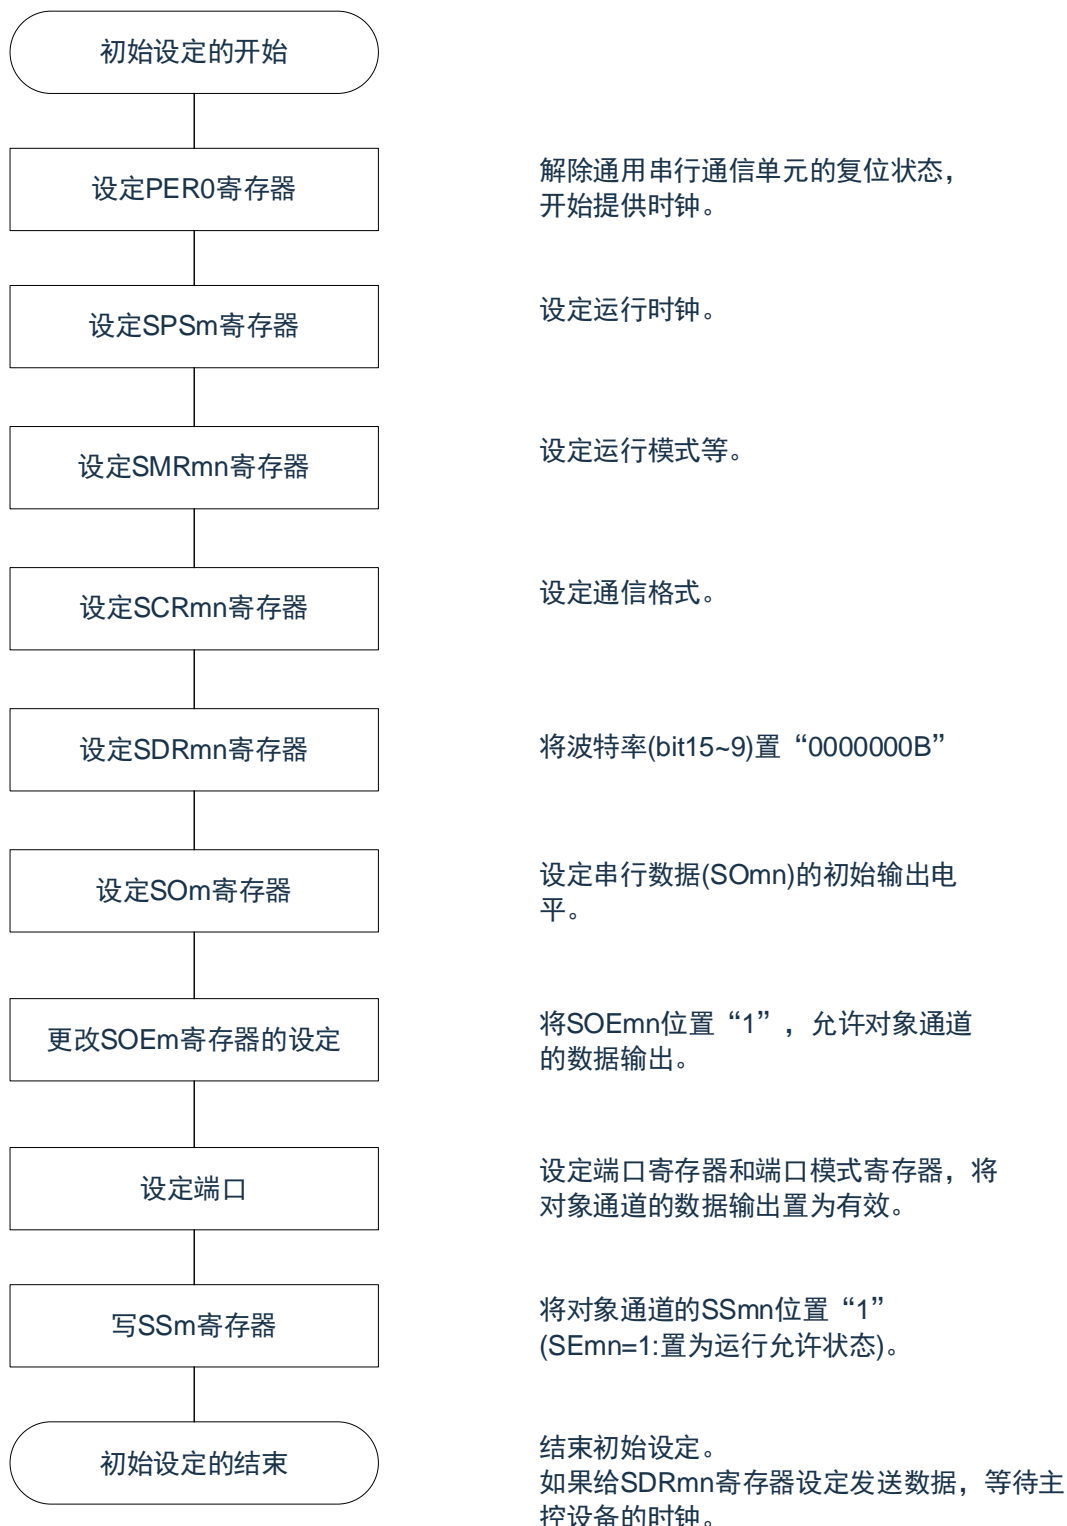 初始设定的开始
设定PER0寄存器
解除通用串行通信单元的复位状态，
开始提供时钟。
设定SPSm寄存器
设定运行时钟。
设定SMRmn寄存器
设定运行模式等。
设定SCRmn寄存器
设定通信格式。
设定SDRmn寄存器
将波特率(bit15~9)置“0000000B”
设定SOm寄存器
设定串行数据(SOmn)的初始输出电
平。
更改SOEm寄存器的设定
将SOEmn位置“1”，允许对象通道
的数据输出。
设定端口
设定端口寄存器和端口模式寄存器，将
对象通道的数据输出置为有效。
写SSm寄存器
将对象通道的SSmn位置“1”
(SEmn=1:置为运行允许状态)。
初始设定的结束
结束初始设定。
如果给SDRmn寄存器设定发送数据，等待主
控设备的时钟。